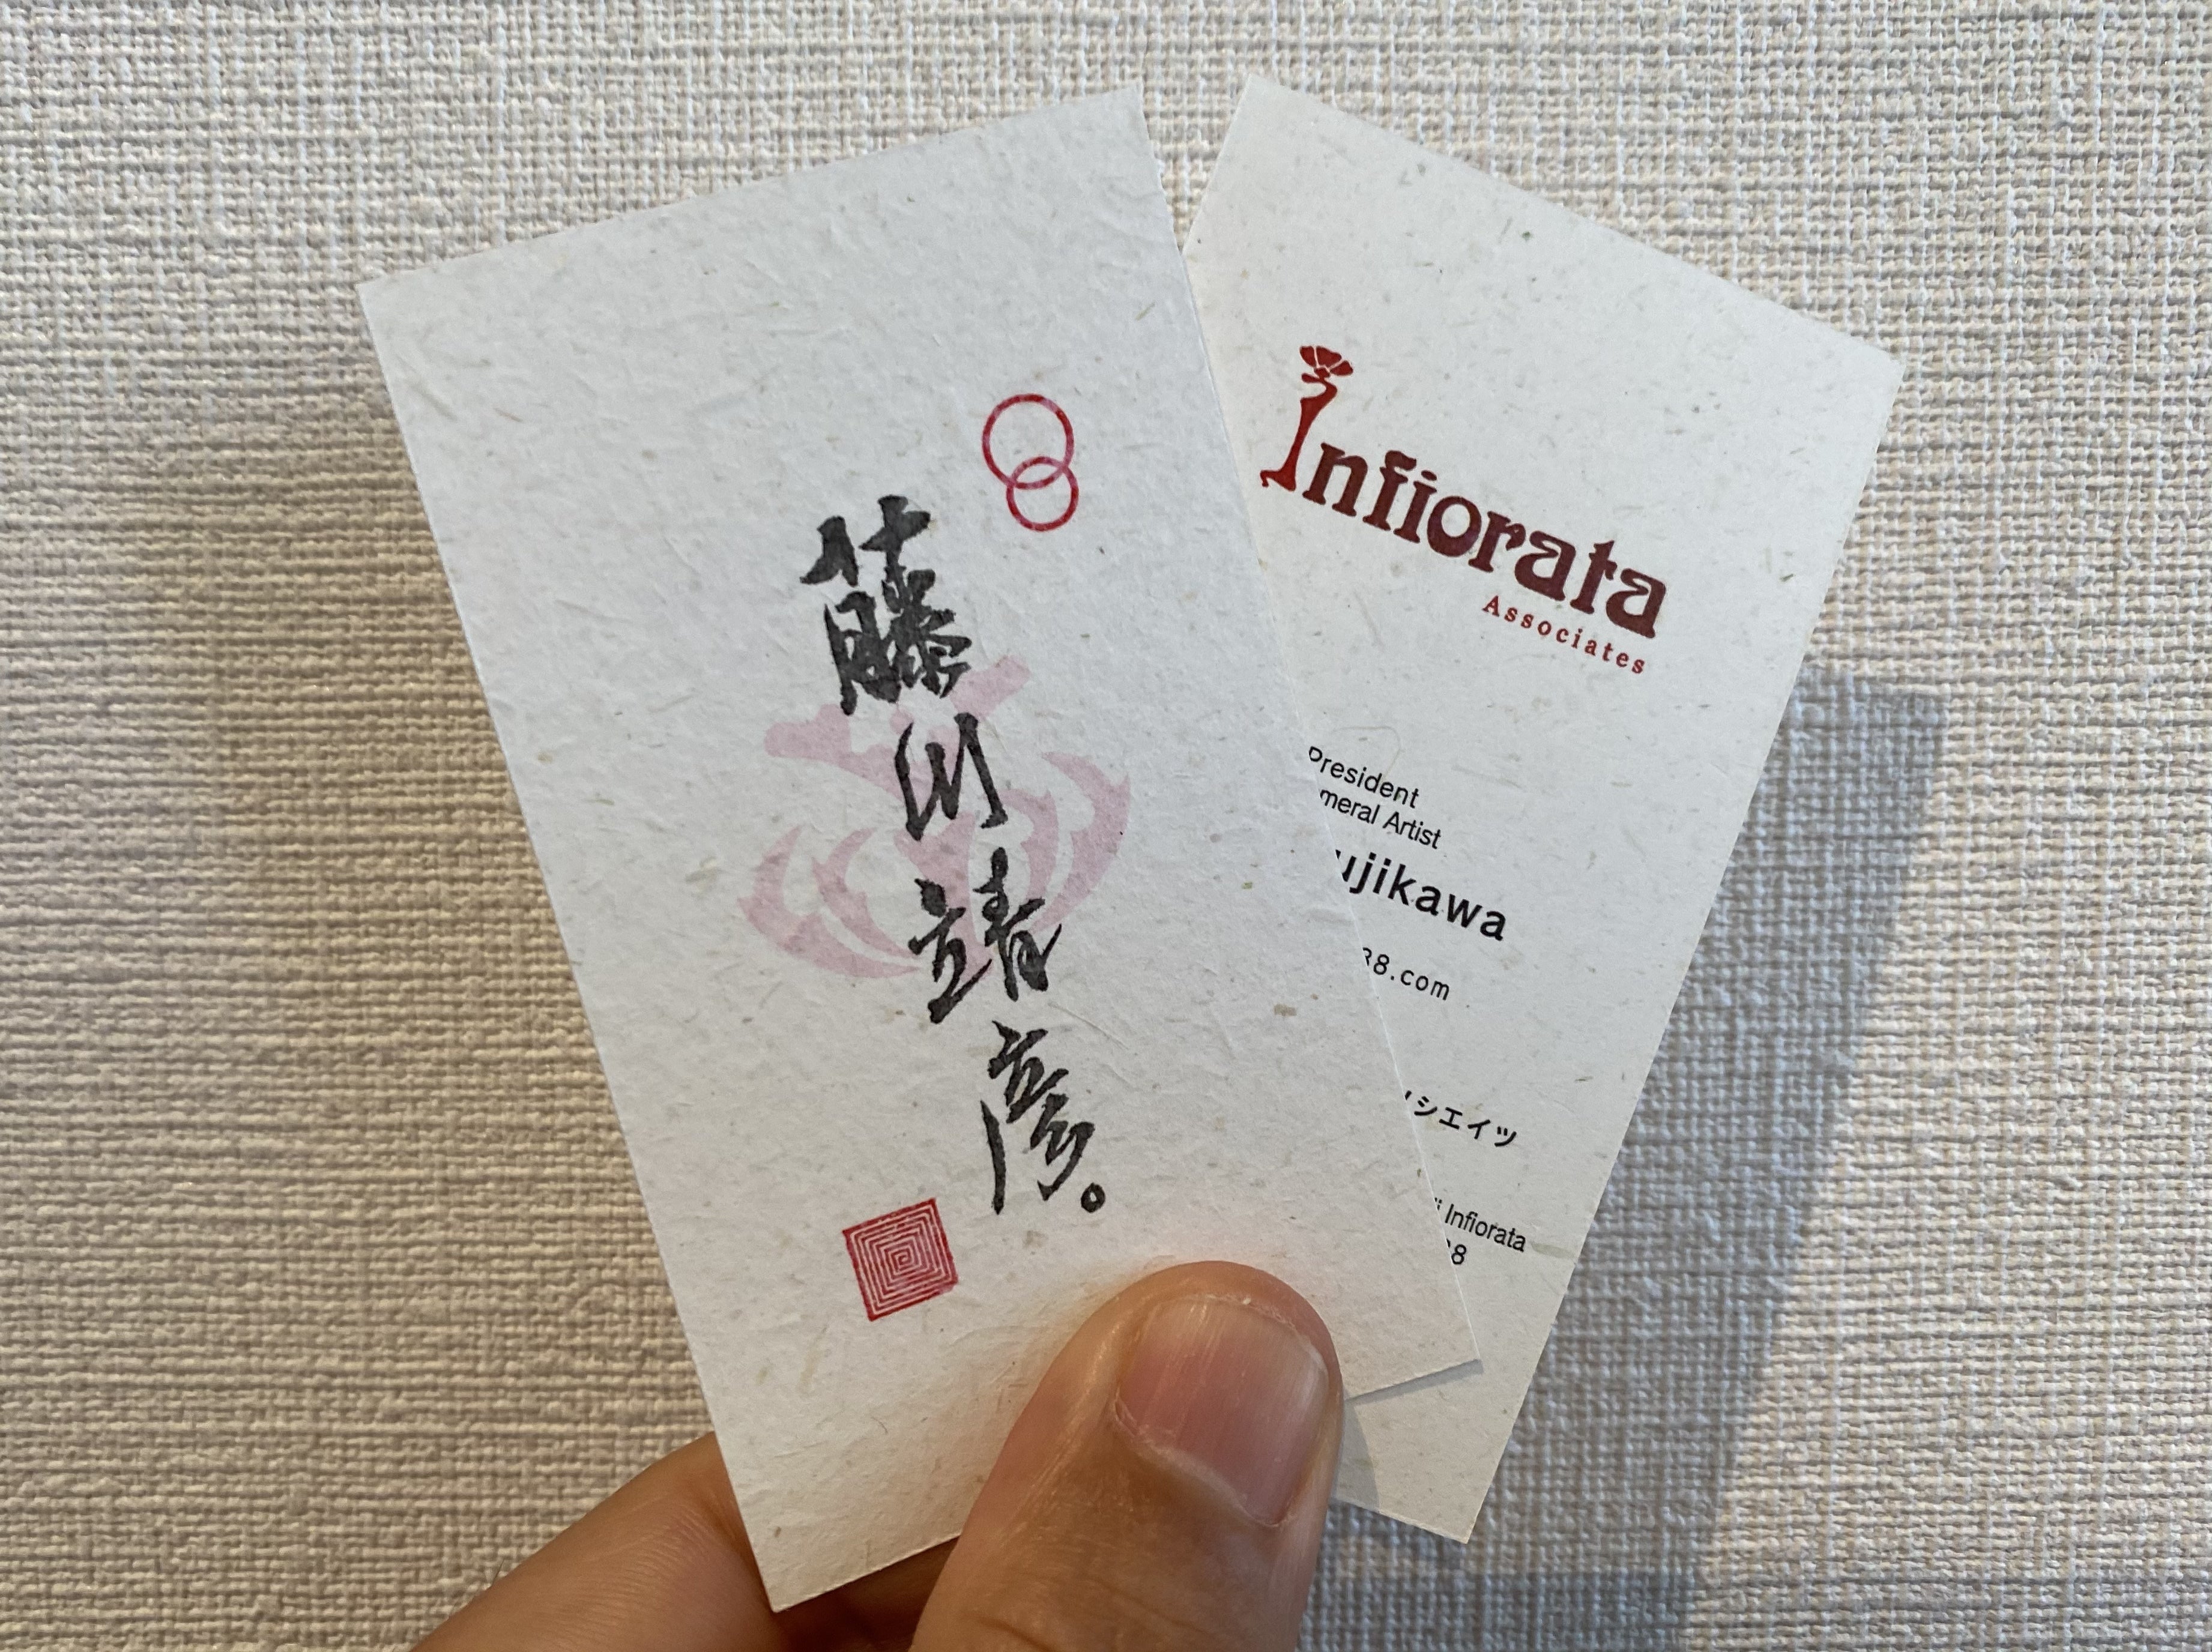 藤川靖彦。
Infiorata
Associates
President
meral Artist
ujikawa
8.com
シエイツ
i Infiorata
8